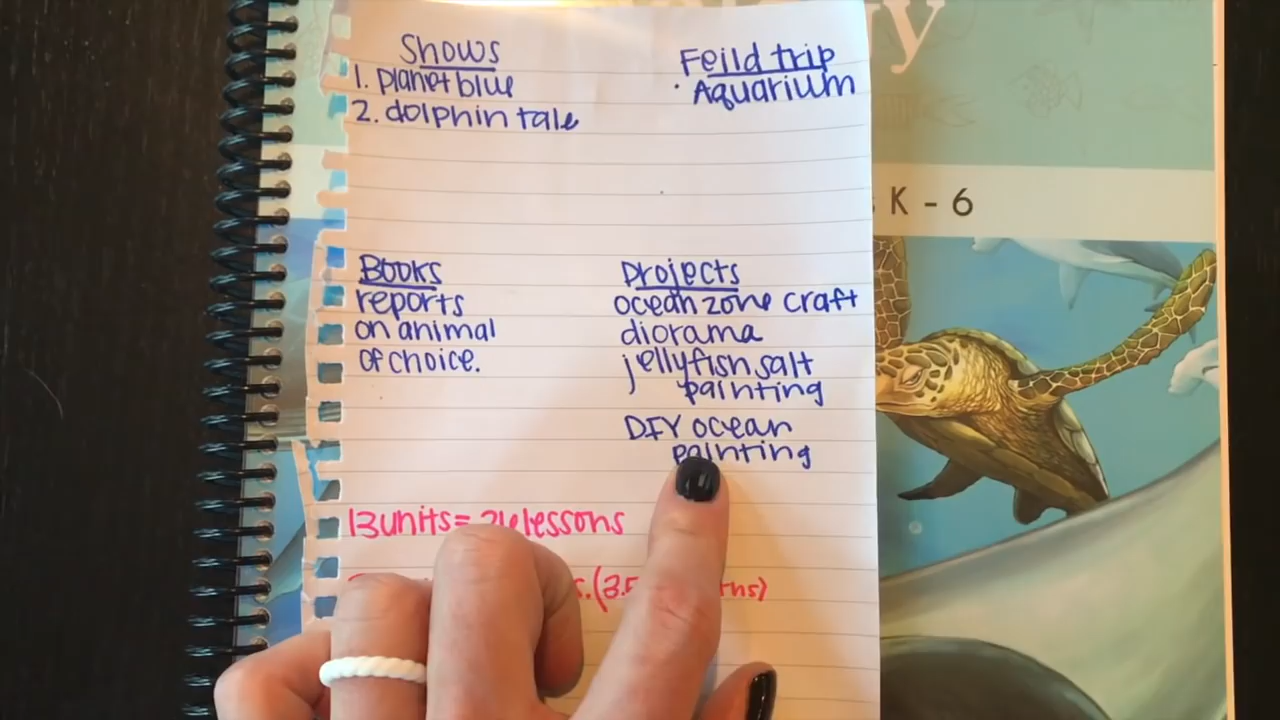 Shows
1. planet blue
2. dolphin tale
Feild trip
· Aquarium
Books
reports
on animal
of choice.
Projects
ocean zone craft
diorama
jellyfish salt
painting
DIY ocean
painting
13 units = 26 lessons
K - 6